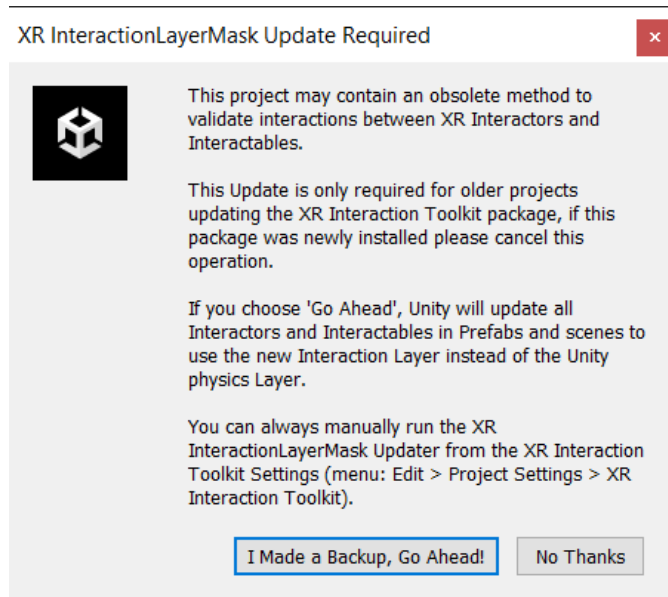 XR InteractionLayerMask Update Required
This project may contain an obsolete method to
validate interactions between XR Interactors and
Interactables.
This Update is only required for older projects
updating the XR Interaction Toolkit package, if this
package was newly installed please cancel this
operation.
If you choose 'Go Ahead', Unity will update all
Interactors and Interactables in Prefabs and scenes to
use the new Interaction Layer instead of the Unity
physics Layer.
You can always manually run the XR
InteractionLayerMask Updater from the XR Interaction
Toolkit Settings (menu: Edit > Project Settings > XR
Interaction Toolkit).
I Made a Backup, Go Ahead!
No Thanks